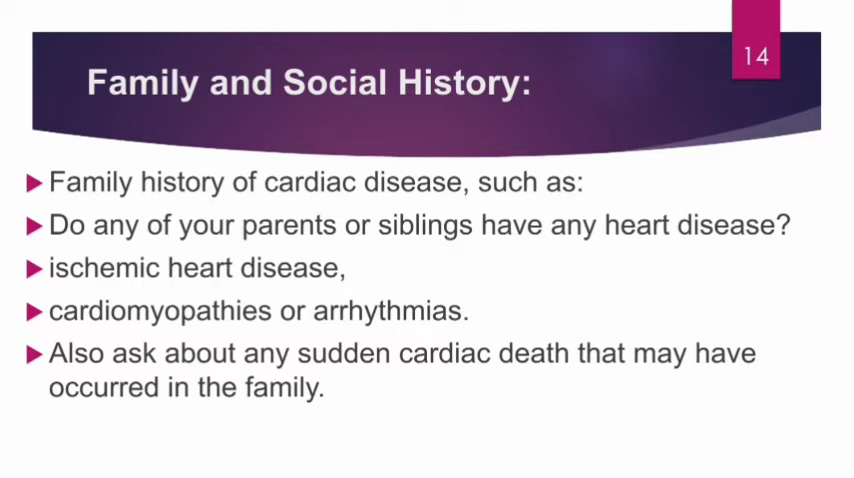 14
Family and Social History:
Family history of cardiac disease, such as:
Do any of your parents or siblings have any heart disease?
ischemic heart disease,
cardiomyopathies or arrhythmias.
Also ask about any sudden cardiac death that may have
occurred in the family.